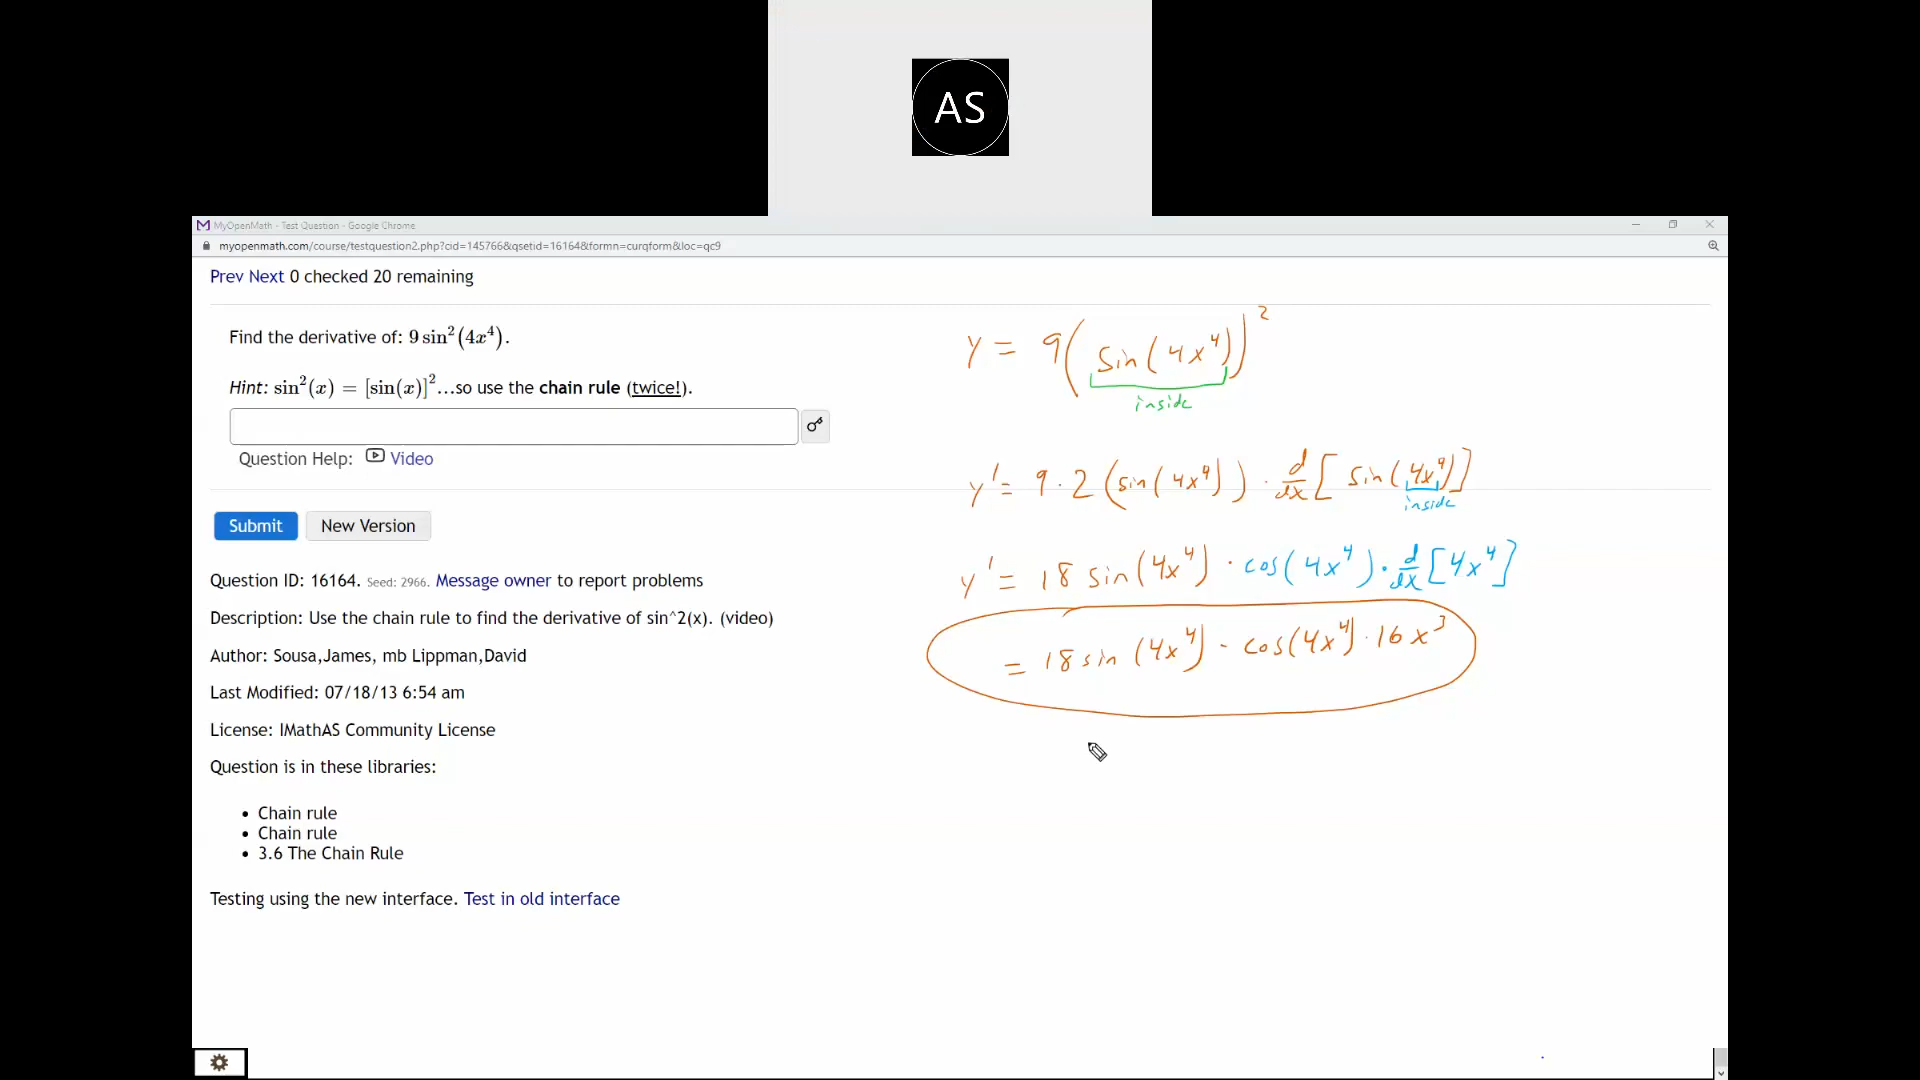 AS
MyOpenMath - Test Question - Google Chrome
myopenmath.com/course/testquestion2.php?cid=145766&qsetid=16164&formn=curqform&loc=qc9
Prev Next 0 checked 20 remaining
Find the derivative of: 9 sin²(4x⁴).
Hint: sin²(x) = [sin(x)]²...so use the chain rule (twice!).
Question Help: Video
Submit New Version
Question ID: 16164. Seed: 2966. Message owner to report problems
Description: Use the chain rule to find the derivative of sin^2(x). (video)
Author: Sousa,James, mb Lippman,David
Last Modified: 07/18/13 6:54 am
License: IMathAS Community License
Question is in these libraries:
• Chain rule
• Chain rule
• 3.6 The Chain Rule
Testing using the new interface. Test in old interface
y = 9(sin(4x⁴))²
inside
y' = 9 · 2 (sin(4x⁴)) · d/dx [sin(4x⁴)]
inside
y' = 18 sin(4x⁴) · cos(4x⁴) · d/dx [4x⁴]
= 18 sin(4x⁴) · cos(4x⁴) · 16x³